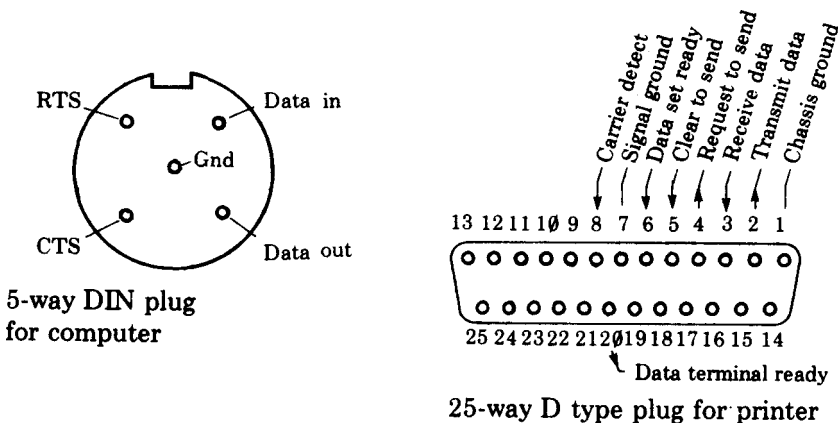 RTS
Data in
Gnd
CTS
Data out
5-way DIN plug
for computer
Carrier detect
Signal ground
Data set ready
Clear to send
Request to send
Receive data
Transmit data
Chassis ground
13 12 11 10 9 8 7 6 5 4 3 2 1
25 24 23 22 21 20 19 18 17 16 15 14
Data terminal ready
25-way D type plug for printer